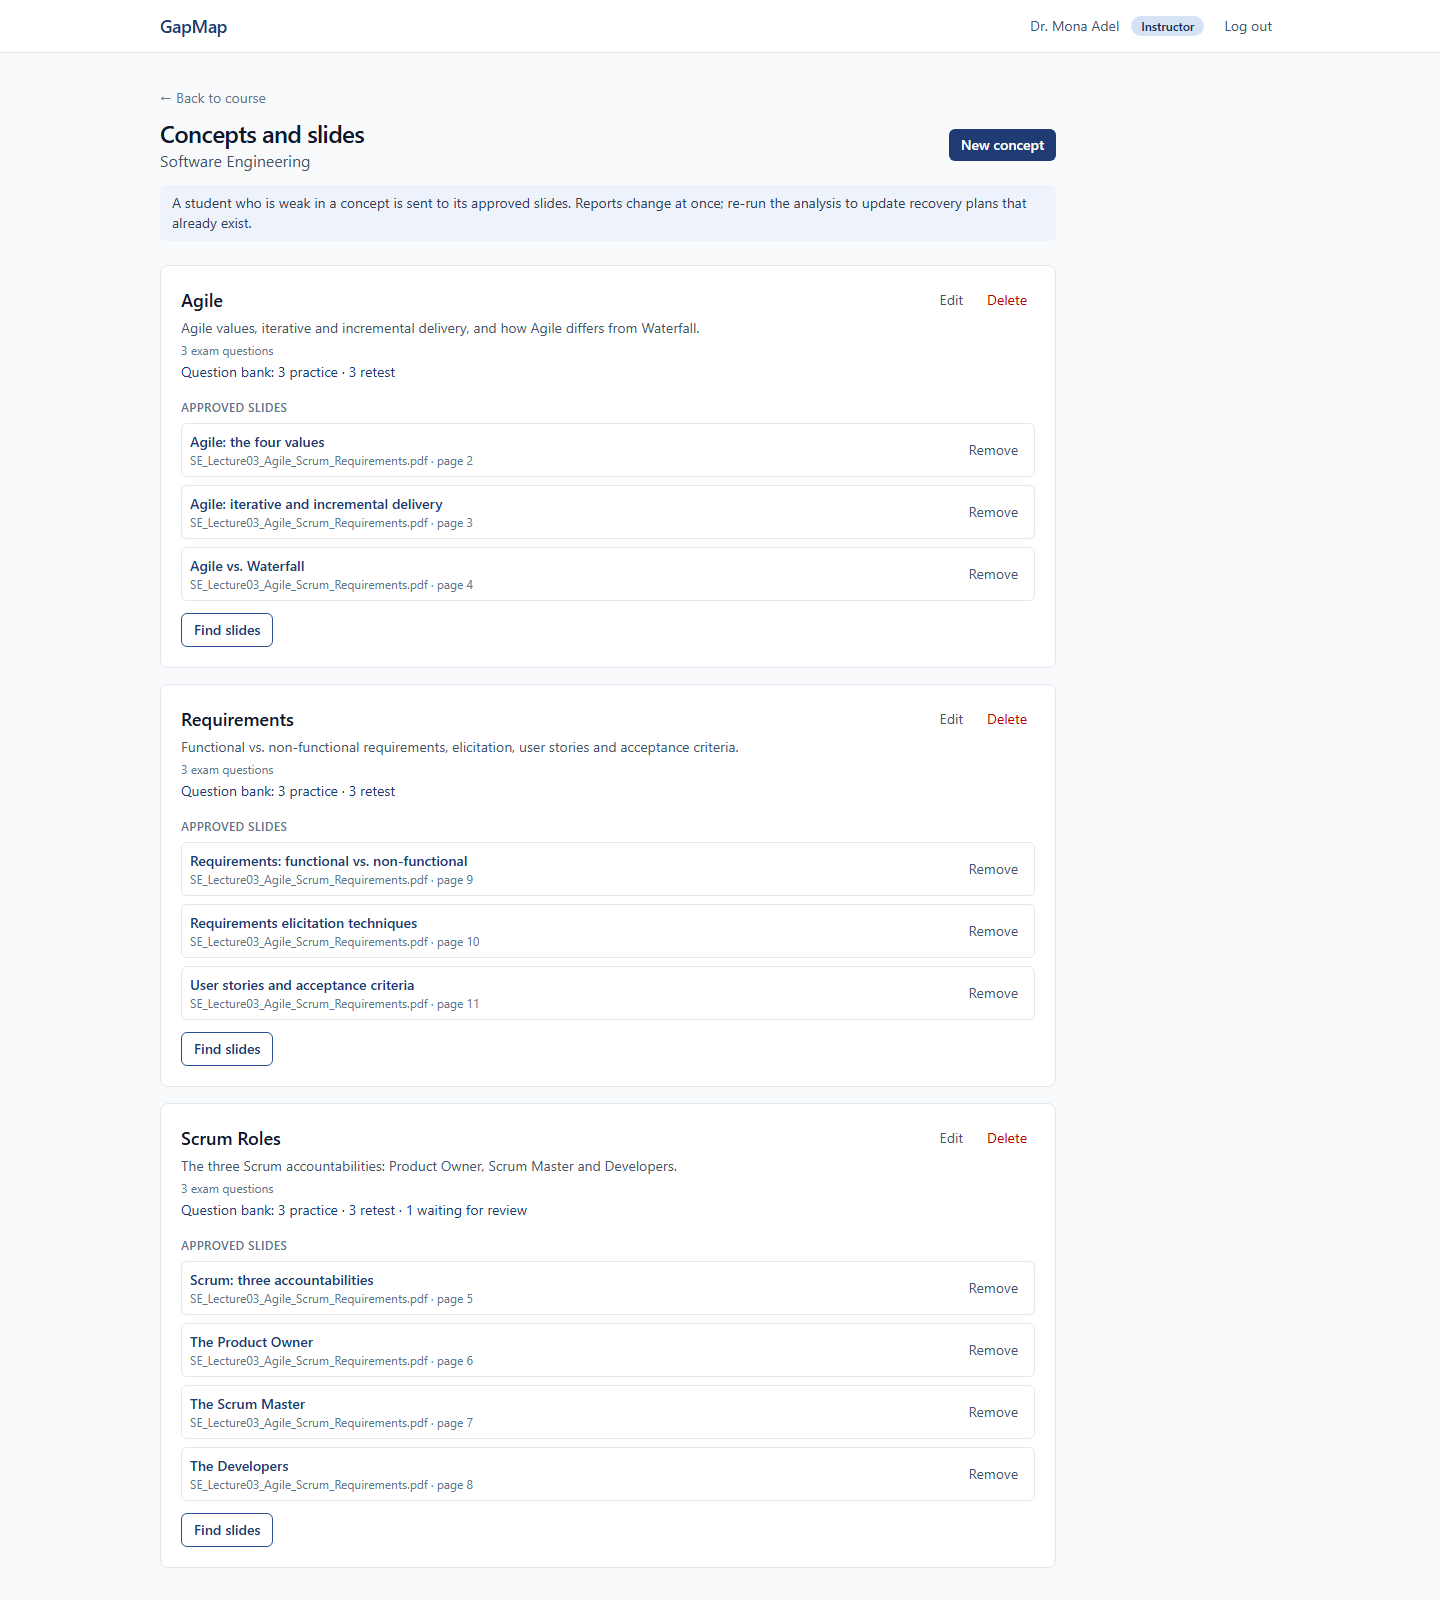 GapMap
Dr. Mona Adel
Instructor
Log out
← Back to course
Concepts and slides
Software Engineering
New concept
A student who is weak in a concept is sent to its approved slides. Reports change at once; re-run the analysis to update recovery plans that
already exist.
Agile
Edit
Delete
Agile values, iterative and incremental delivery, and how Agile differs from Waterfall.
3 exam questions
Question bank: 3 practice · 3 retest
APPROVED SLIDES
Agile: the four values
SE_Lecture03_Agile_Scrum_Requirements.pdf · page 2
Remove
Agile: iterative and incremental delivery
SE_Lecture03_Agile_Scrum_Requirements.pdf · page 3
Remove
Agile vs. Waterfall
SE_Lecture03_Agile_Scrum_Requirements.pdf · page 4
Remove
Find slides
Requirements
Edit
Delete
Functional vs. non-functional requirements, elicitation, user stories and acceptance criteria.
3 exam questions
Question bank: 3 practice · 3 retest
APPROVED SLIDES
Requirements: functional vs. non-functional
SE_Lecture03_Agile_Scrum_Requirements.pdf · page 9
Remove
Requirements elicitation techniques
SE_Lecture03_Agile_Scrum_Requirements.pdf · page 10
Remove
User stories and acceptance criteria
SE_Lecture03_Agile_Scrum_Requirements.pdf · page 11
Remove
Find slides
Scrum Roles
Edit
Delete
The three Scrum accountabilities: Product Owner, Scrum Master and Developers.
3 exam questions
Question bank: 3 practice · 3 retest · 1 waiting for review
APPROVED SLIDES
Scrum: three accountabilities
SE_Lecture03_Agile_Scrum_Requirements.pdf · page 5
Remove
The Product Owner
SE_Lecture03_Agile_Scrum_Requirements.pdf · page 6
Remove
The Scrum Master
SE_Lecture03_Agile_Scrum_Requirements.pdf · page 7
Remove
The Developers
SE_Lecture03_Agile_Scrum_Requirements.pdf · page 8
Remove
Find slides